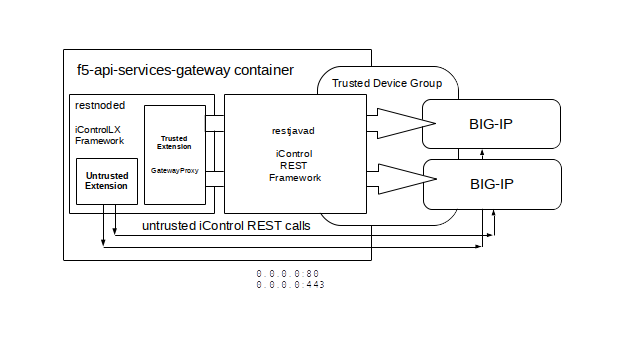 f5-api-services-gateway container
Trusted Device Group
restnoded
iControlLX
Framework
Trusted
Extension
GatewayProxy
Untrusted
Extension
restjavad
iControl
REST
Framework
BIG-IP
BIG-IP
untrusted iControl REST calls
0.0.0.0:80
0.0.0.0:443